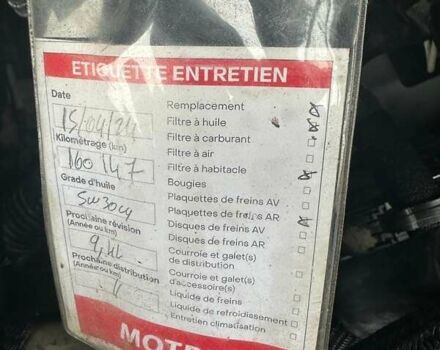 ETIQUETTE ENTRETIEN
Date
15/04/24
Kilométrage (km)
160 147
Grade d'huile
5w30c4
Prochaine révision
(Année ou km)
Prochaine distribution
(Année ou km)
Remplacement
Filtre à huile
Filtre à carburant
Filtre à air
Filtre à habitacle
Bougies
Plaquettes de freins AV
Plaquettes de freins AR
Disques de freins AV
Disques de freins AR
Courroie et galet(s)
de distribution
Courroie et galet(s)
d'accessoire(s)
Liquide de freins
Liquide de refroidissement
Entretien climatisation